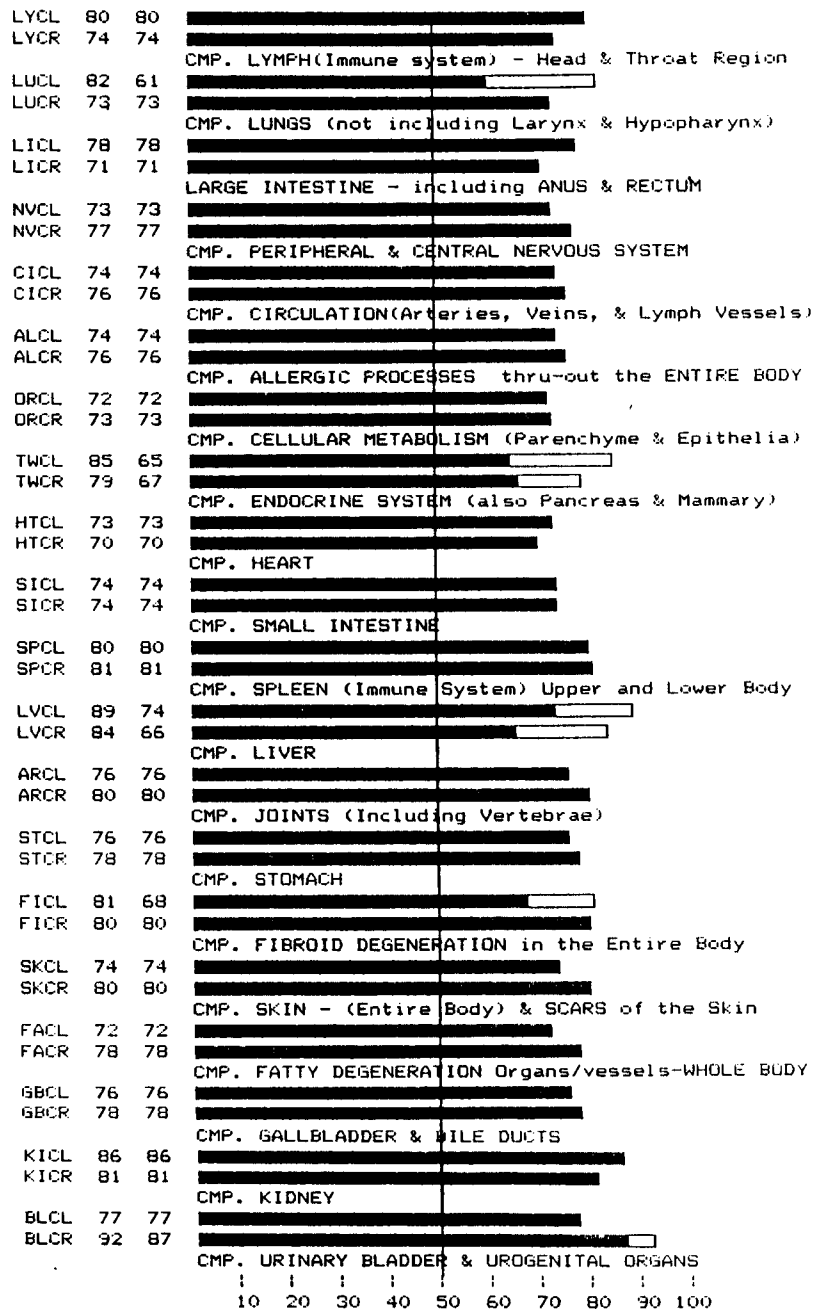 LYCL 80 80
LYCR 74 74
CMP. LYMPH(Immune system) - Head & Throat Region
LUCL 82 61
LUCR 73 73
CMP. LUNGS (not including Larynx & Hypopharynx)
LICL 78 78
LICR 71 71
LARGE INTESTINE - including ANUS & RECTUM
NVCL 73 73
NVCR 77 77
CMP. PERIPHERAL & CENTRAL NERVOUS SYSTEM
CICL 74 74
CICR 76 76
CMP. CIRCULATION(Arteries, Veins, & Lymph Vessels)
ALCL 74 74
ALCR 76 76
CMP. ALLERGIC PROCESSES thru-out the ENTIRE BODY
ORCL 72 72
ORCR 73 73
CMP. CELLULAR METABOLISM (Parenchyme & Epithelia)
TWCL 85 65
TWCR 79 67
CMP. ENDOCRINE SYSTEM (also Pancreas & Mammary)
HTCL 73 73
HTCR 70 70
CMP. HEART
SICL 74 74
SICR 74 74
CMP. SMALL INTESTINE
SPCL 80 80
SPCR 81 81
CMP. SPLEEN (Immune System) Upper and Lower Body
LVCL 89 74
LVCR 84 66
CMP. LIVER
ARCL 76 76
ARCR 80 80
CMP. JOINTS (Including Vertebrae)
STCL 76 76
STCR 78 78
CMP. STOMACH
FICL 81 68
FICR 80 80
CMP. FIBROID DEGENERATION in the Entire Body
SKCL 74 74
SKCR 80 80
CMP. SKIN - (Entire Body) & SCARS of the Skin
FACL 72 72
FACR 78 78
CMP. FATTY DEGENERATION Organs/vessels-WHOLE BODY
GBCL 76 76
GBCR 78 78
CMP. GALLBLADDER & BILE DUCTS
KICL 86 86
KICR 81 81
CMP. KIDNEY
BLCL 77 77
BLCR 92 87
CMP. URINARY BLADDER & UROGENITAL ORGANS
10 20 30 40 50 60 70 80 90 100